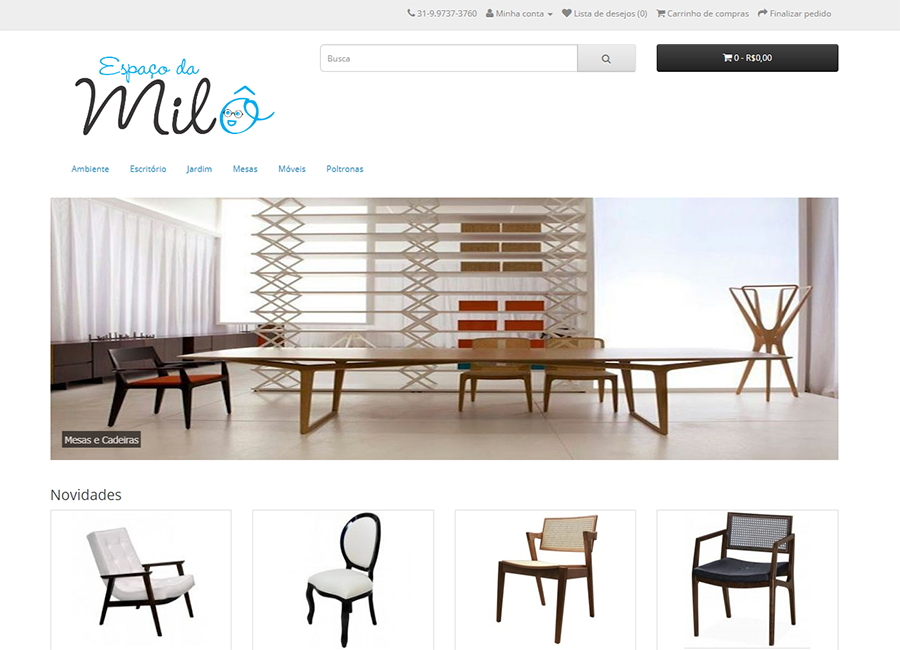 31-9.9737-3760 Minha conta Lista de desejos (0) Carrinho de compras Finalizar pedido
Espaço da
Milô
Busca
0 - R$0,00
Ambiente Escritório Jardim Mesas Móveis Poltronas
Mesas e Cadeiras
Novidades